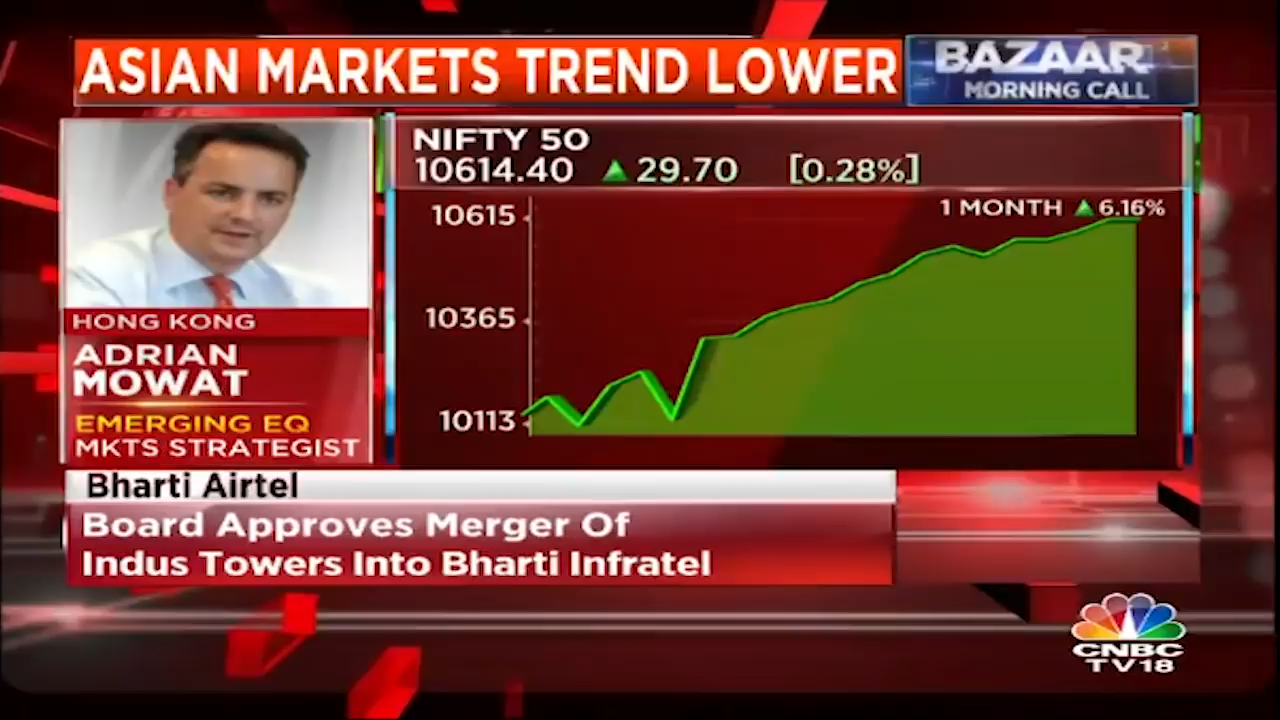 ASIAN MARKETS TREND LOWER
BAZAAR
MORNING CALL
NIFTY 50
10614.40 ▲ 29.70 [0.28%]
1 MONTH ▲ 6.16%
10615
10365
10113
HONG KONG
ADRIAN
MOWAT
EMERGING EQ
MKTS STRATEGIST
Bharti Airtel
Board Approves Merger Of
Indus Towers Into Bharti Infratel
CNBC
TV18